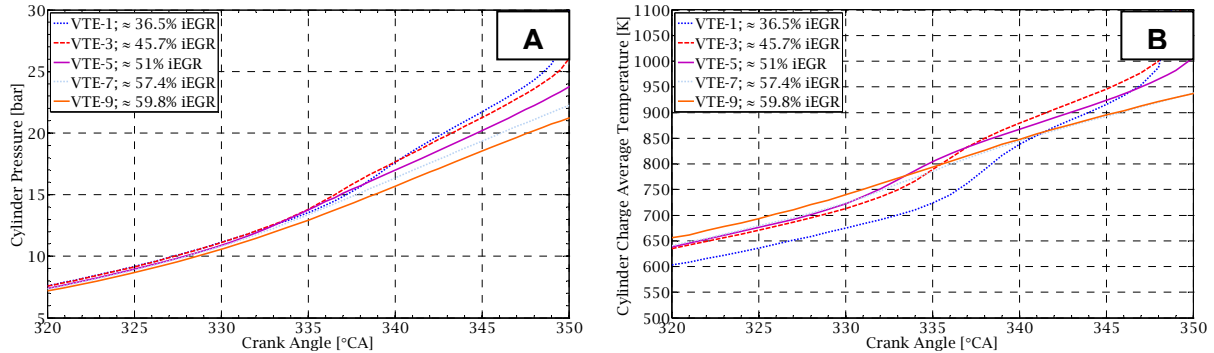 30
25
20
15
10
5
Cylinder Pressure [bar]
VTE-1; ≈ 36.5% iEGR
VTE-3; ≈ 45.7% iEGR
VTE-5; ≈ 51% iEGR
VTE-7; ≈ 57.4% iEGR
VTE-9; ≈ 59.8% iEGR
A
320 325 330 335 340 345 350
Crank Angle [°CA]
1100
1050
1000
950
900
850
800
750
700
650
600
550
500
Cylinder Charge Average Temperature [K]
VTE-1; ≈ 36.5% iEGR
VTE-3; ≈ 45.7% iEGR
VTE-5; ≈ 51% iEGR
VTE-7; ≈ 57.4% iEGR
VTE-9; ≈ 59.8% iEGR
B
320 325 330 335 340 345 350
Crank Angle [°CA]